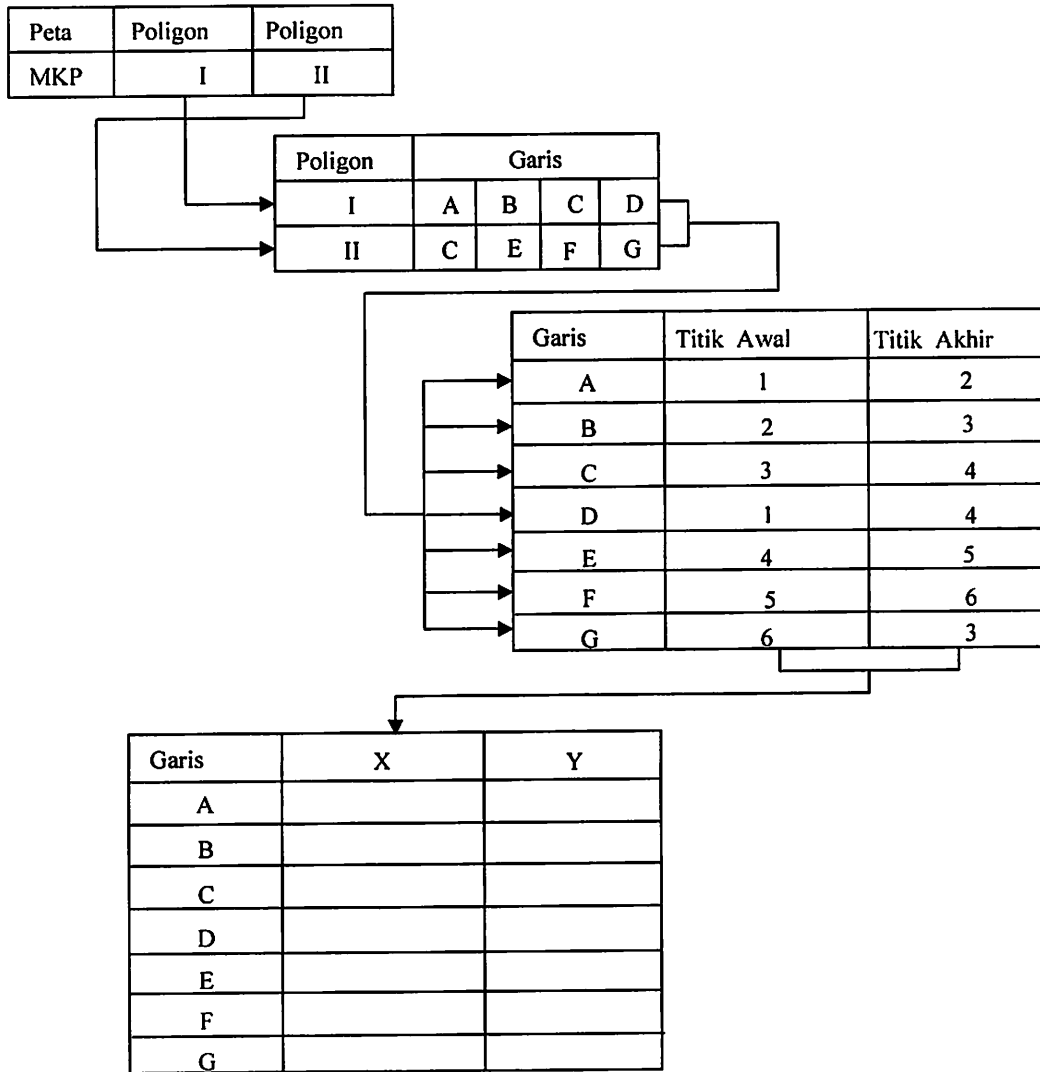 Peta Poligon Poligon
MKP I II
Poligon Garis
I A B C D
II C E F G
Garis Titik Awal Titik Akhir
A 1 2
B 2 3
C 3 4
D 1 4
E 4 5
F 5 6
G 6 3
Garis X Y
A
B
C
D
E
F
G